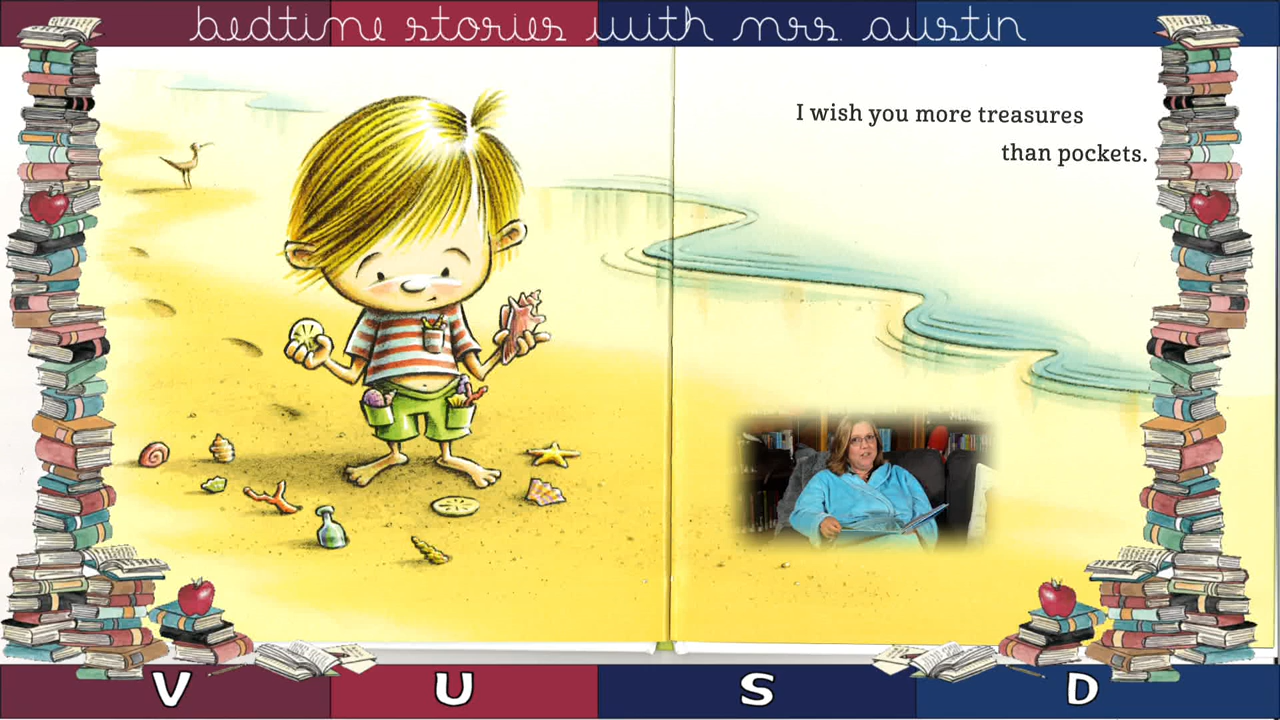 bedtime stories with mrs. austin
I wish you more treasures
than pockets.
V U S D